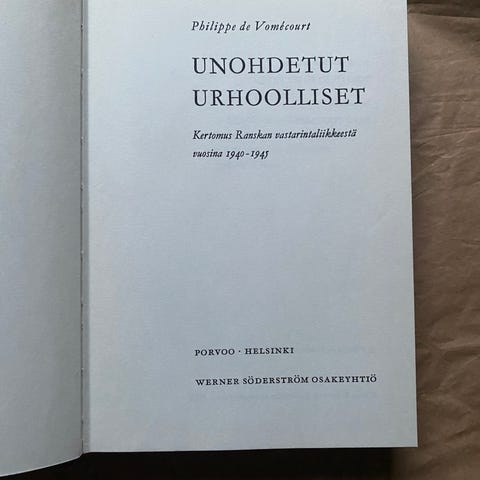 Philippe de Vomécourt
UNOHDETUT
URHOOLLISET
Kertomus Ranskan vastarintaliikkeestä
vuosina 1940–1945
PORVOO · HELSINKI
WERNER SÖDERSTRÖM OSAKEYHTIÖ